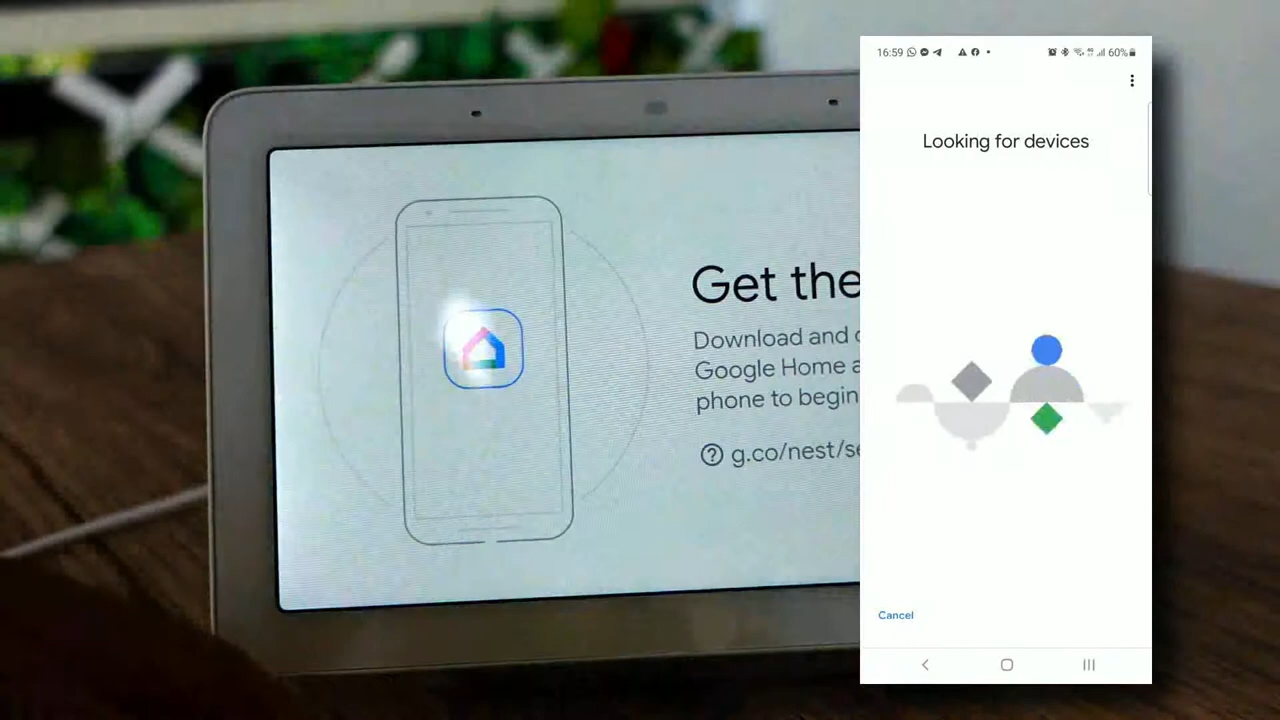 Get the
Download and
Google Home
phone to begin
g.co/nest/se
16:59
60%
Looking for devices
Cancel